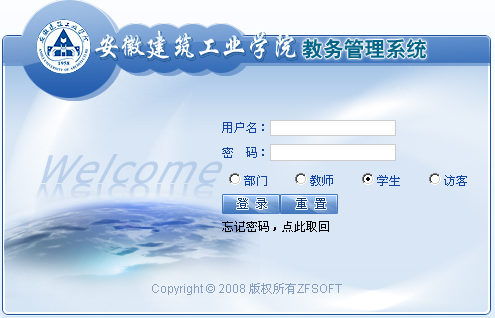 安徽建筑工业学院 教务管理系统
1958
用户名：
密 码：
部门 教师 学生 访客
登 录 重 置
忘记密码，点此取回
Welcome
Copyright © 2008 版权所有ZFSOFT